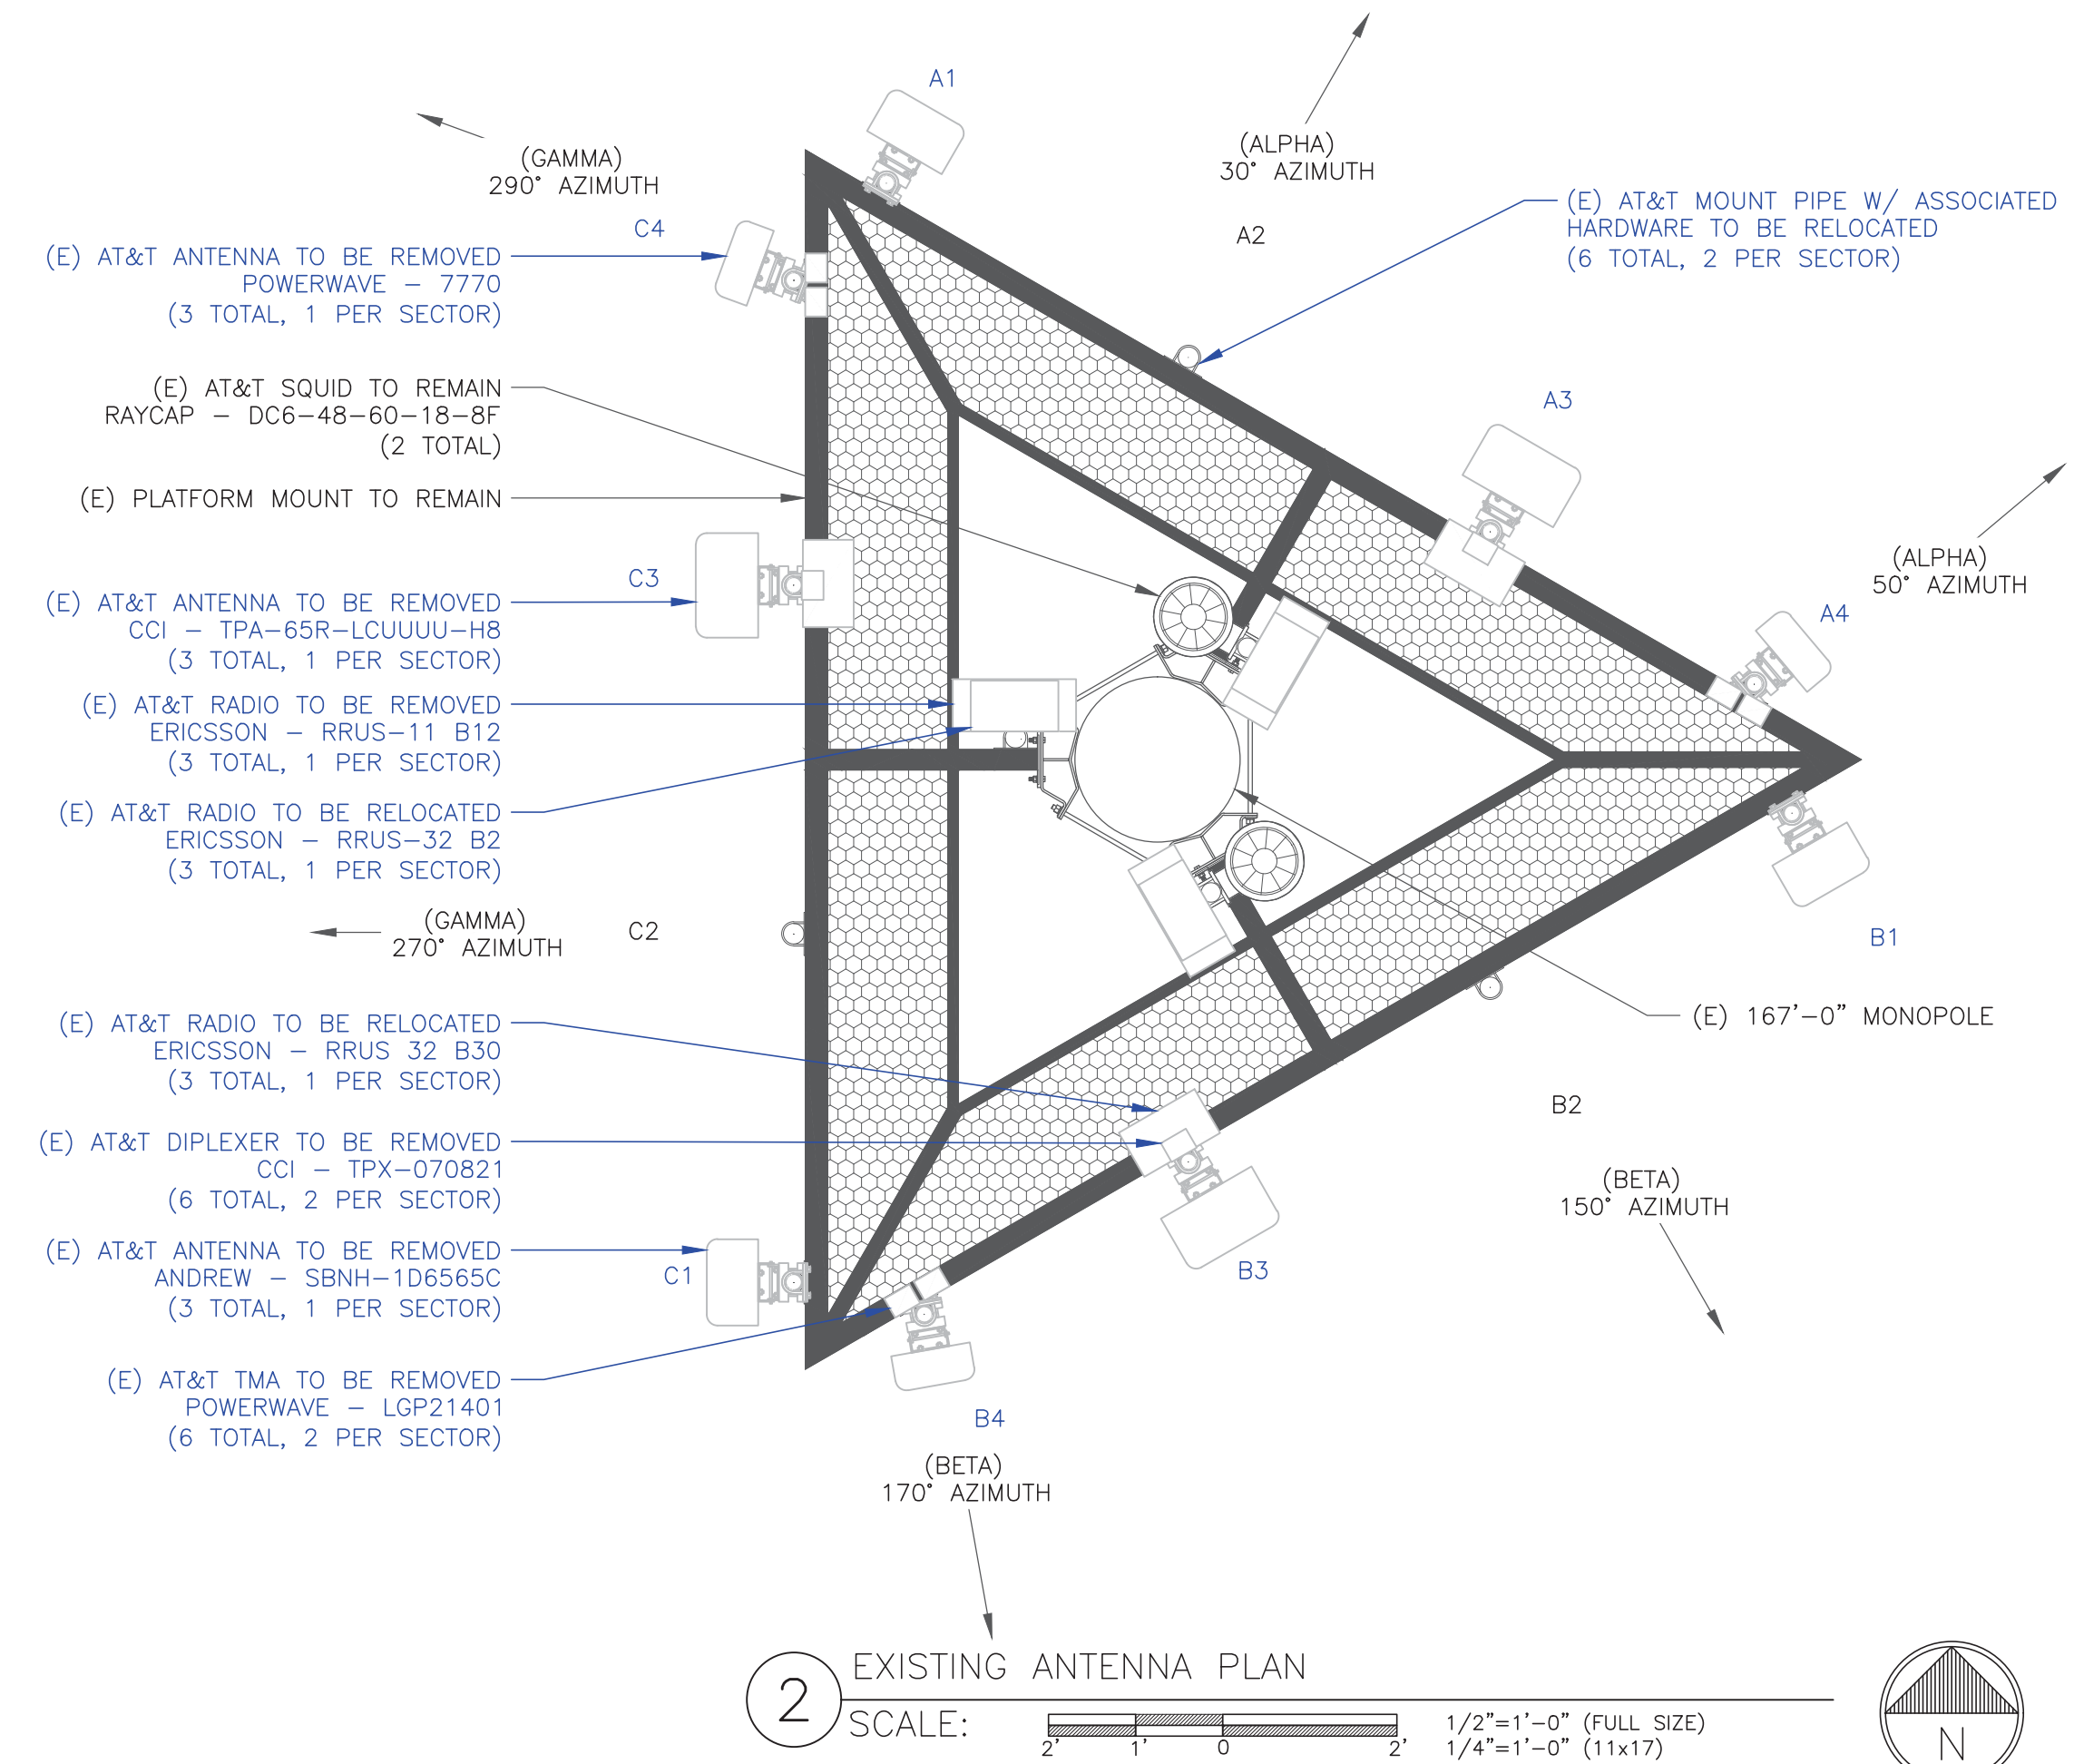 A1
(ALPHA)
30° AZIMUTH
(GAMMA)
290° AZIMUTH
(E) AT&T MOUNT PIPE W/ ASSOCIATED
HARDWARE TO BE RELOCATED
(6 TOTAL, 2 PER SECTOR)
C4
A2
(E) AT&T ANTENNA TO BE REMOVED
POWERWAVE – 7770
(3 TOTAL, 1 PER SECTOR)
(E) AT&T SQUID TO REMAIN
RAYCAP – DC6–48–60–18–8F
(2 TOTAL)
A3
(E) PLATFORM MOUNT TO REMAIN
(ALPHA)
50° AZIMUTH
C3
(E) AT&T ANTENNA TO BE REMOVED
CCI – TPA–65R–LCUUUU–H8
(3 TOTAL, 1 PER SECTOR)
A4
(E) AT&T RADIO TO BE REMOVED
ERICSSON – RRUS–11 B12
(3 TOTAL, 1 PER SECTOR)
(E) AT&T RADIO TO BE RELOCATED
ERICSSON – RRUS–32 B2
(3 TOTAL, 1 PER SECTOR)
(GAMMA)
270° AZIMUTH
C2
B1
(E) 167'–0" MONOPOLE
(E) AT&T RADIO TO BE RELOCATED
ERICSSON – RRUS 32 B30
(3 TOTAL, 1 PER SECTOR)
B2
(E) AT&T DIPLEXER TO BE REMOVED
CCI – TPX–070821
(6 TOTAL, 2 PER SECTOR)
(BETA)
150° AZIMUTH
(E) AT&T ANTENNA TO BE REMOVED
ANDREW – SBNH–1D6565C
(3 TOTAL, 1 PER SECTOR)
C1
B3
(E) AT&T TMA TO BE REMOVED
POWERWAVE – LGP21401
(6 TOTAL, 2 PER SECTOR)
B4
(BETA)
170° AZIMUTH
2
EXISTING ANTENNA PLAN
SCALE:
2' 1' 0 2'
1/2"=1'–0" (FULL SIZE)
1/4"=1'–0" (11x17)
N